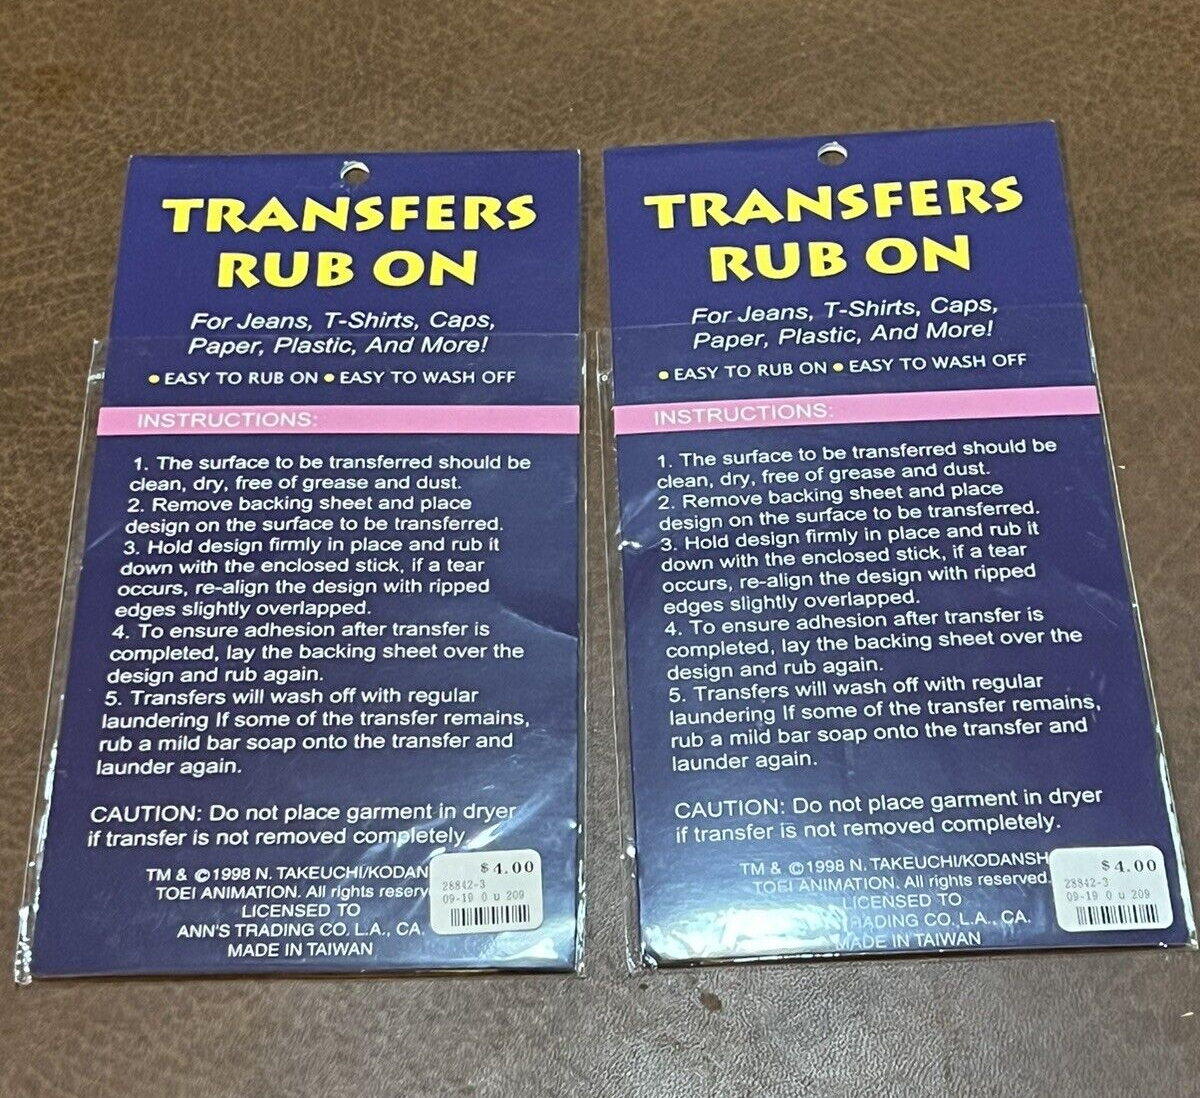 TRANSFERS
RUB ON
For Jeans, T-Shirts, Caps,
Paper, Plastic, And More!
• EASY TO RUB ON • EASY TO WASH OFF
INSTRUCTIONS:
1. The surface to be transferred should be
clean, dry, free of grease and dust.
2. Remove backing sheet and place
design on the surface to be transferred.
3. Hold design firmly in place and rub it
down with the enclosed stick, if a tear
occurs, re-align the design with ripped
edges slightly overlapped.
4. To ensure adhesion after transfer is
completed, lay the backing sheet over the
design and rub again.
5. Transfers will wash off with regular
laundering If some of the transfer remains,
rub a mild bar soap onto the transfer and
launder again.
CAUTION: Do not place garment in dryer
if transfer is not removed completely.
TM & ©1998 N. TAKEUCHI/KODAN
TOEI ANIMATION. All rights reserv
LICENSED TO
ANN'S TRADING CO. L.A., CA.
MADE IN TAIWAN
$4.00
28842-3
09-19 0 u 209
TRANSFERS
RUB ON
For Jeans, T-Shirts, Caps,
Paper, Plastic, And More!
• EASY TO RUB ON • EASY TO WASH OFF
INSTRUCTIONS:
1. The surface to be transferred should be
clean, dry, free of grease and dust.
2. Remove backing sheet and place
design on the surface to be transferred.
3. Hold design firmly in place and rub it
down with the enclosed stick, if a tear
occurs, re-align the design with ripped
edges slightly overlapped.
4. To ensure adhesion after transfer is
completed, lay the backing sheet over the
design and rub again.
5. Transfers will wash off with regular
laundering If some of the transfer remains,
rub a mild bar soap onto the transfer and
launder again.
CAUTION: Do not place garment in dryer
if transfer is not removed completely.
TM & ©1998 N. TAKEUCHI/KODANSH
TOEI ANIMATION. All rights reserved.
LICENSED TO
TRADING CO. L.A., CA.
MADE IN TAIWAN
$4.00
28842-3
09-19 0 u 209